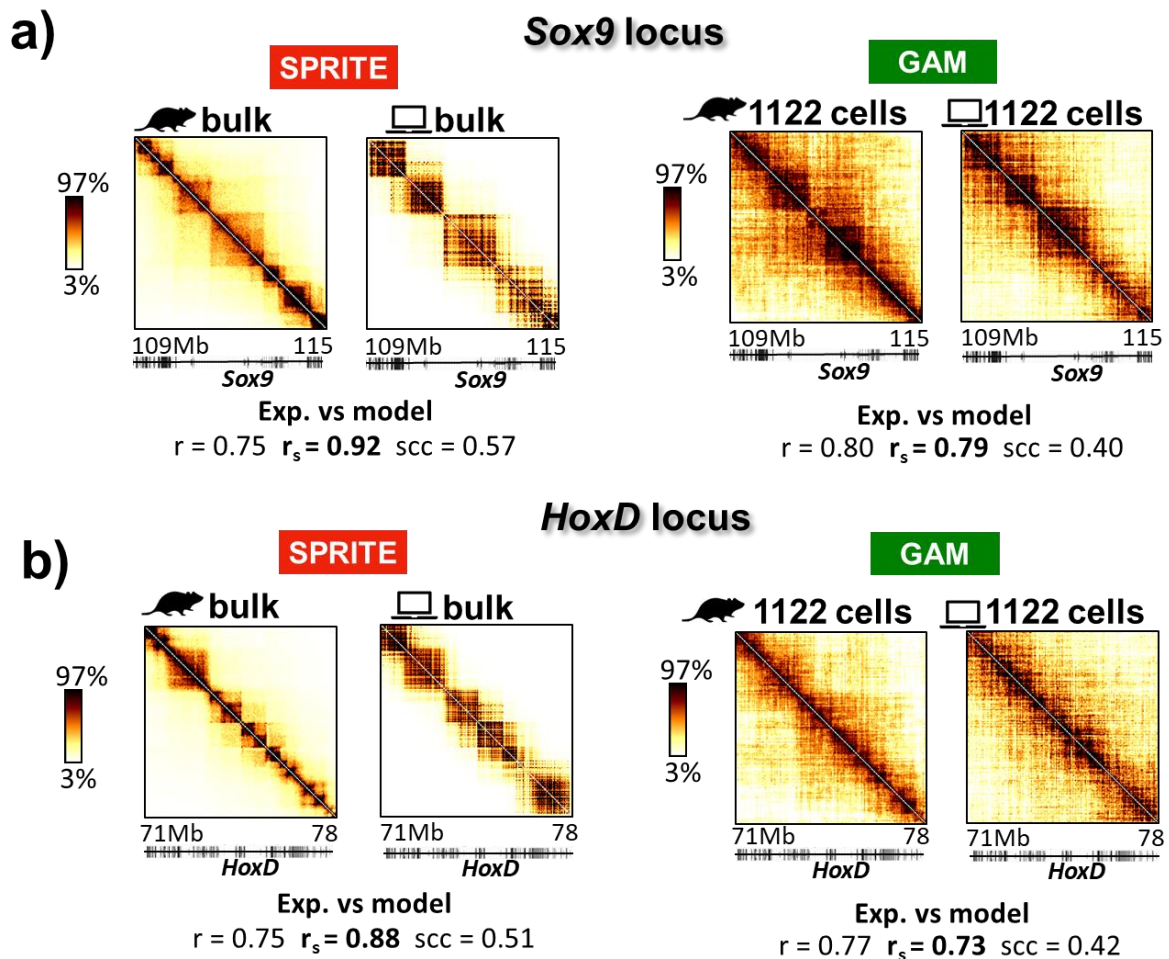 a)
Sox9 locus
SPRITE
GAM
bulk
bulk
1122 cells
1122 cells
97%
3%
97%
3%
109Mb 115
109Mb 115
109Mb 115
109Mb 115
Sox9
Sox9
Sox9
Sox9
Exp. vs model
r = 0.75 rs = 0.92 scc = 0.57
Exp. vs model
r = 0.80 rs = 0.79 scc = 0.40
b)
HoxD locus
SPRITE
GAM
bulk
bulk
1122 cells
1122 cells
97%
3%
97%
3%
71Mb 78
71Mb 78
71Mb 78
71Mb 78
HoxD
HoxD
HoxD
HoxD
Exp. vs model
r = 0.75 rs = 0.88 scc = 0.51
Exp. vs model
r = 0.77 rs = 0.73 scc = 0.42